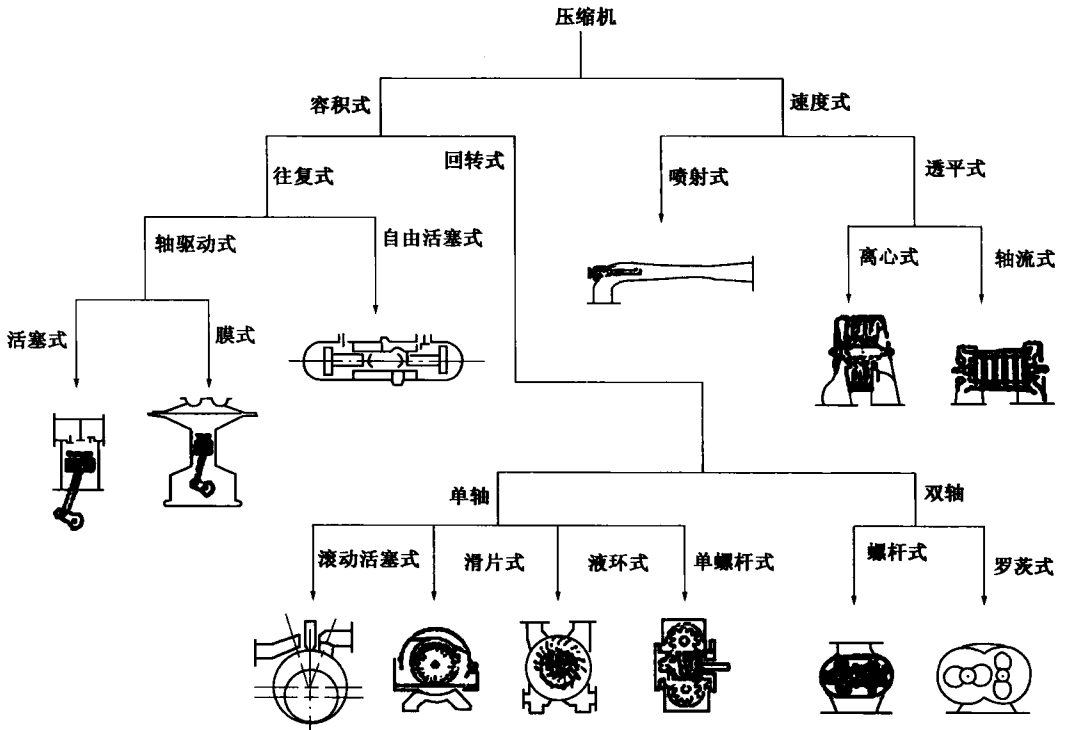 压缩机
容积式
速度式
往复式
回转式
喷射式
透平式
轴驱动式
自由活塞式
离心式
轴流式
活塞式
膜式
单轴
双轴
滚动活塞式
滑片式
液环式
单螺杆式
螺杆式
罗茨式